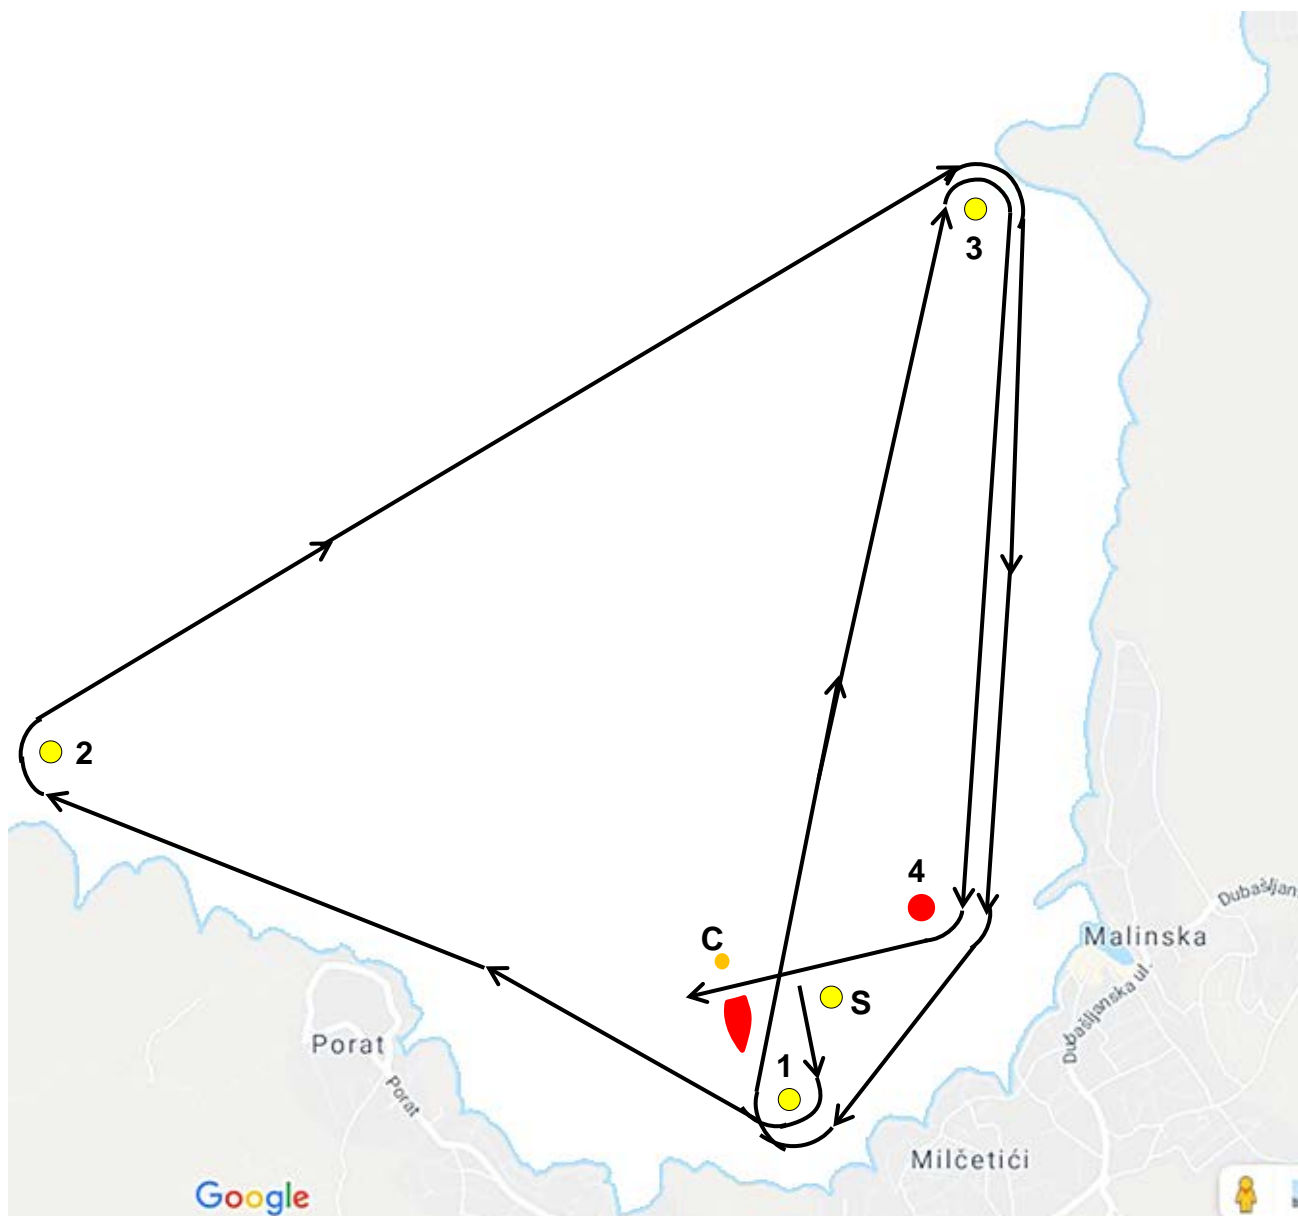 3
2
4
C
Malinska
Dubašljan
S
Dubašljanska ul.
1
Porat
Porat
Milčetići
Google